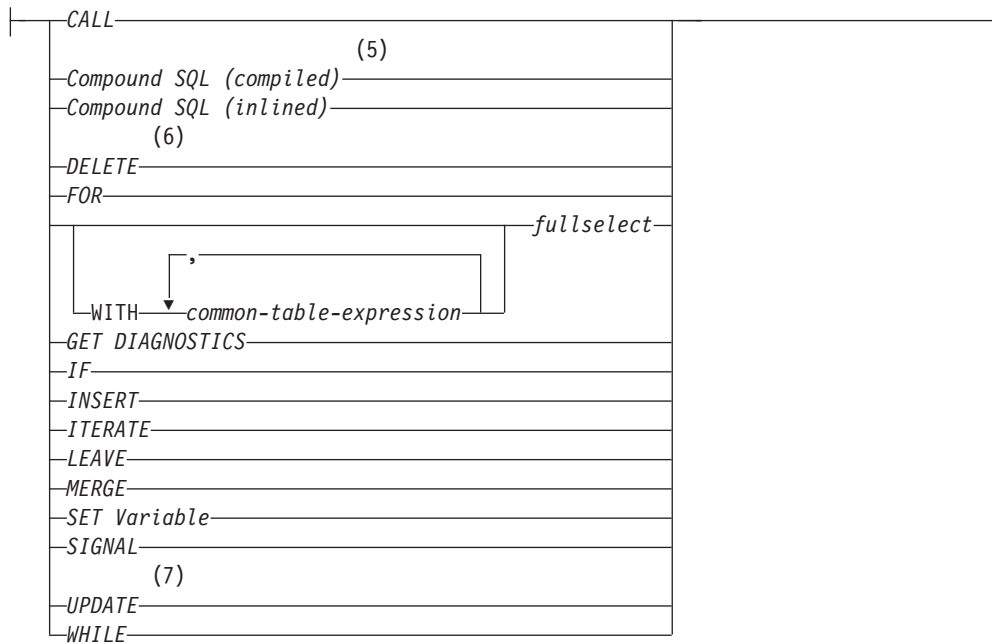 CALL
(5)
Compound SQL (compiled)
Compound SQL (inlined)
(6)
DELETE
FOR
fullselect
,
WITH common-table-expression
GET DIAGNOSTICS
IF
INSERT
ITERATE
LEAVE
MERGE
SET Variable
SIGNAL
(7)
UPDATE
WHILE